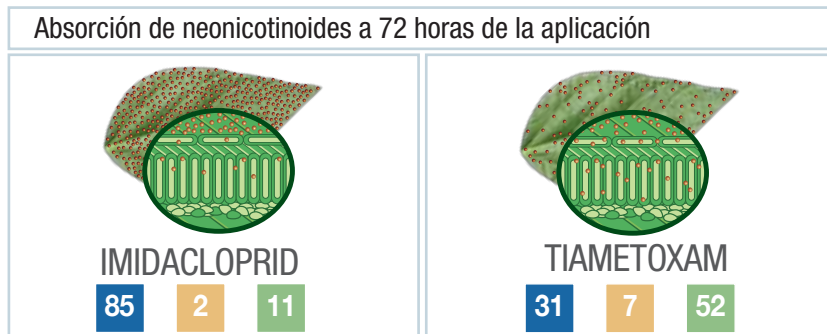 Absorción de neonicotinoides a 72 horas de la aplicación
IMIDACLOPRID
85 2 11
TIAMETOXAM
31 7 52